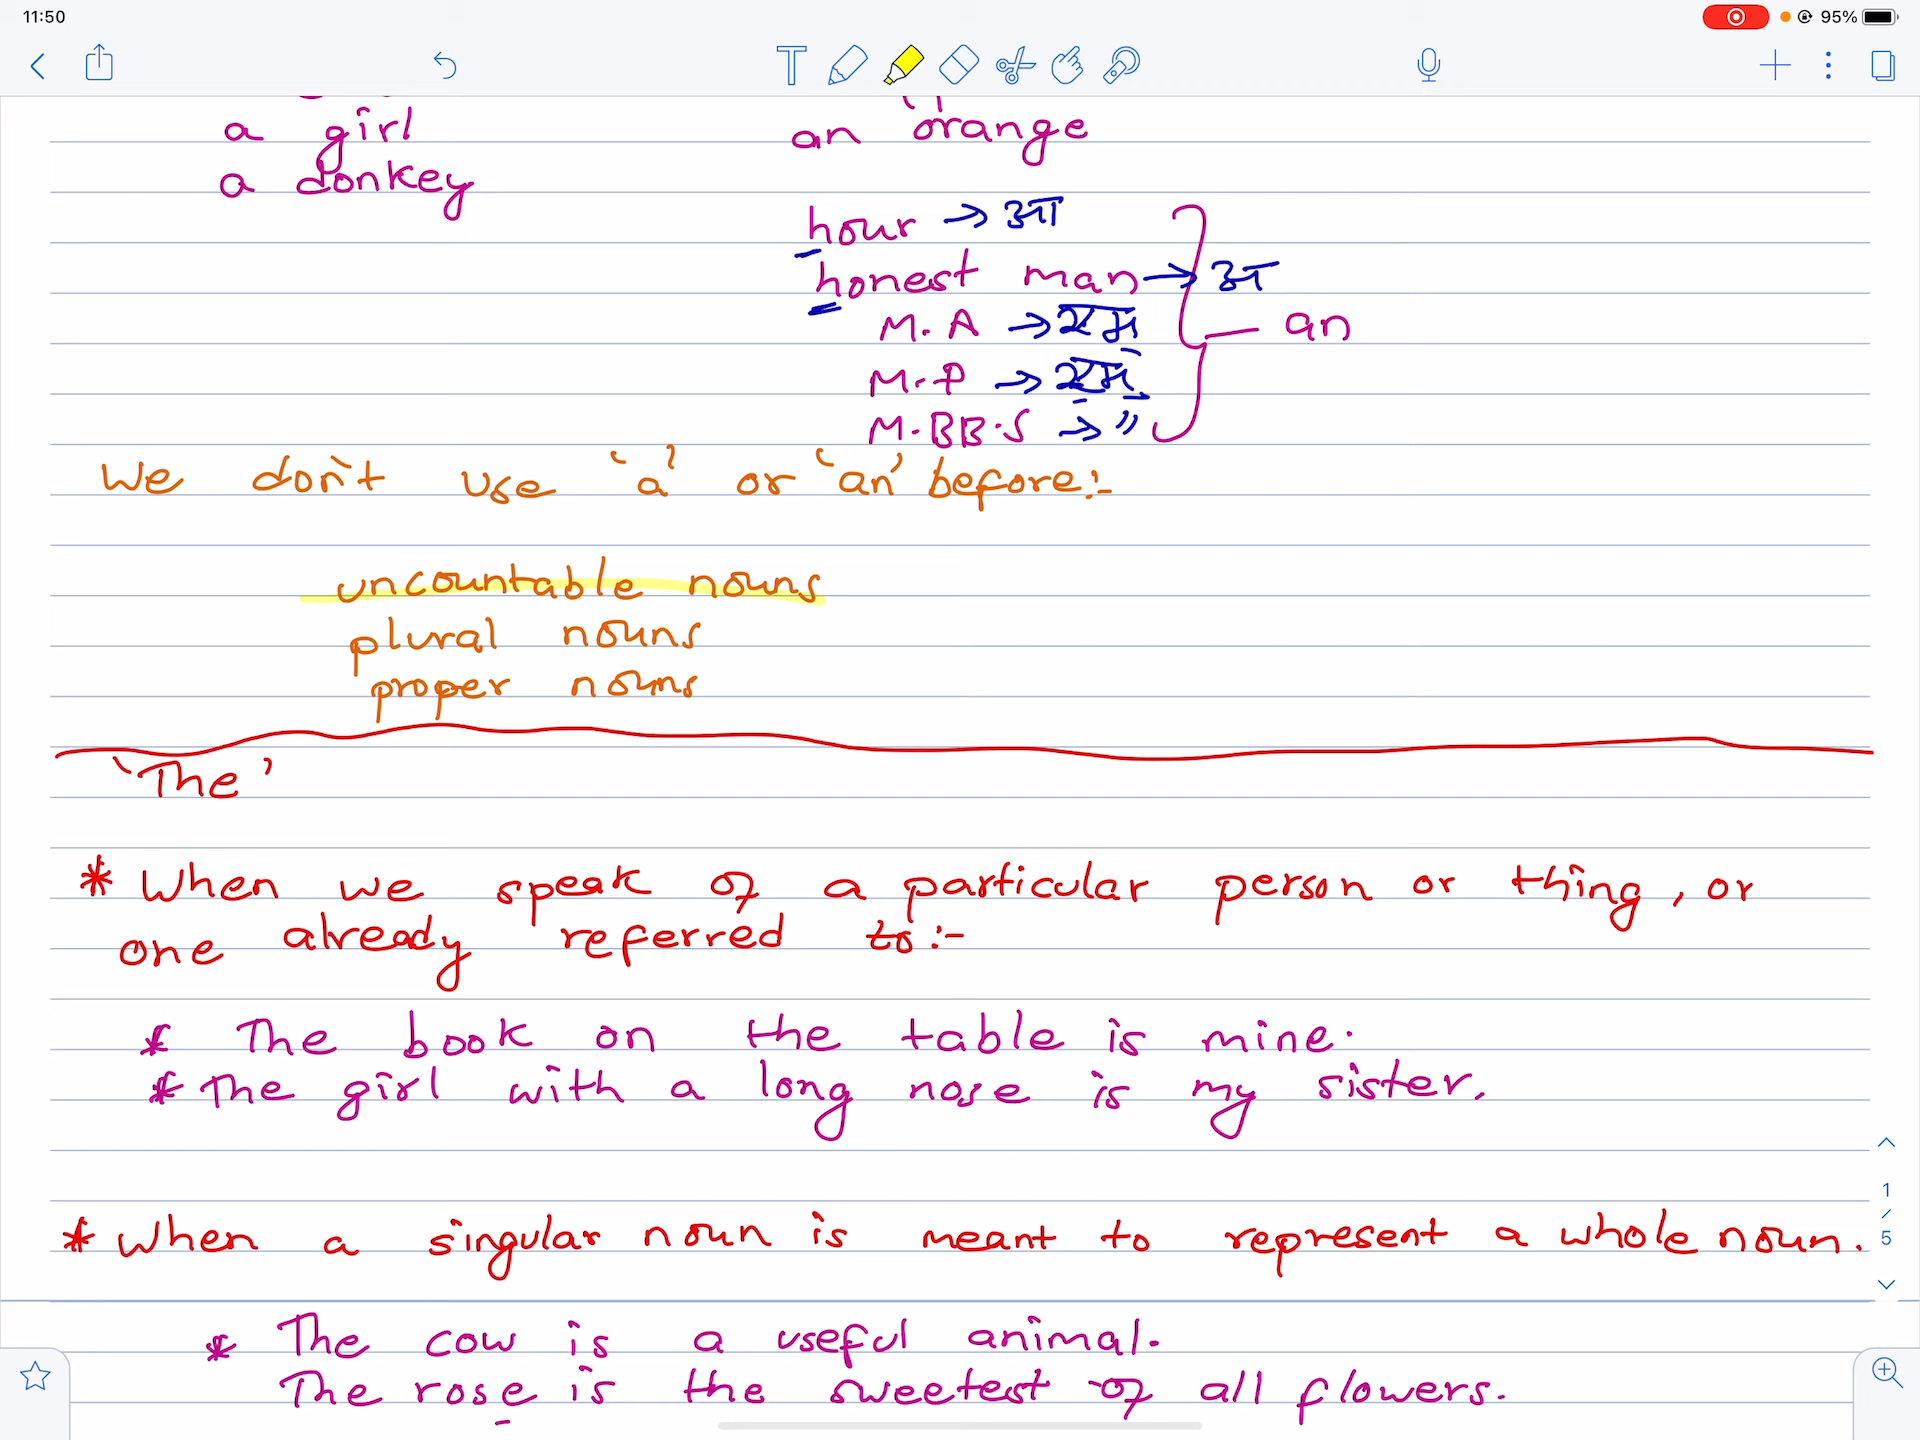 11:50
95%
a girl
an orange
a donkey
hour → आ
honest man → अ
M.A → एम
an
M.P → एम
M.BB.S → "
We don't use 'a' or 'an' before:-
uncountable nouns
plural nouns
proper nouns
'The'
* When we speak of a particular person or thing, or
one already referred to:-
* The book on the table is mine.
* The girl with a long nose is my sister.
* When a singular noun is meant to represent a whole noun.
* The cow is a useful animal.
The rose is the sweetest of all flowers.
1
/
5